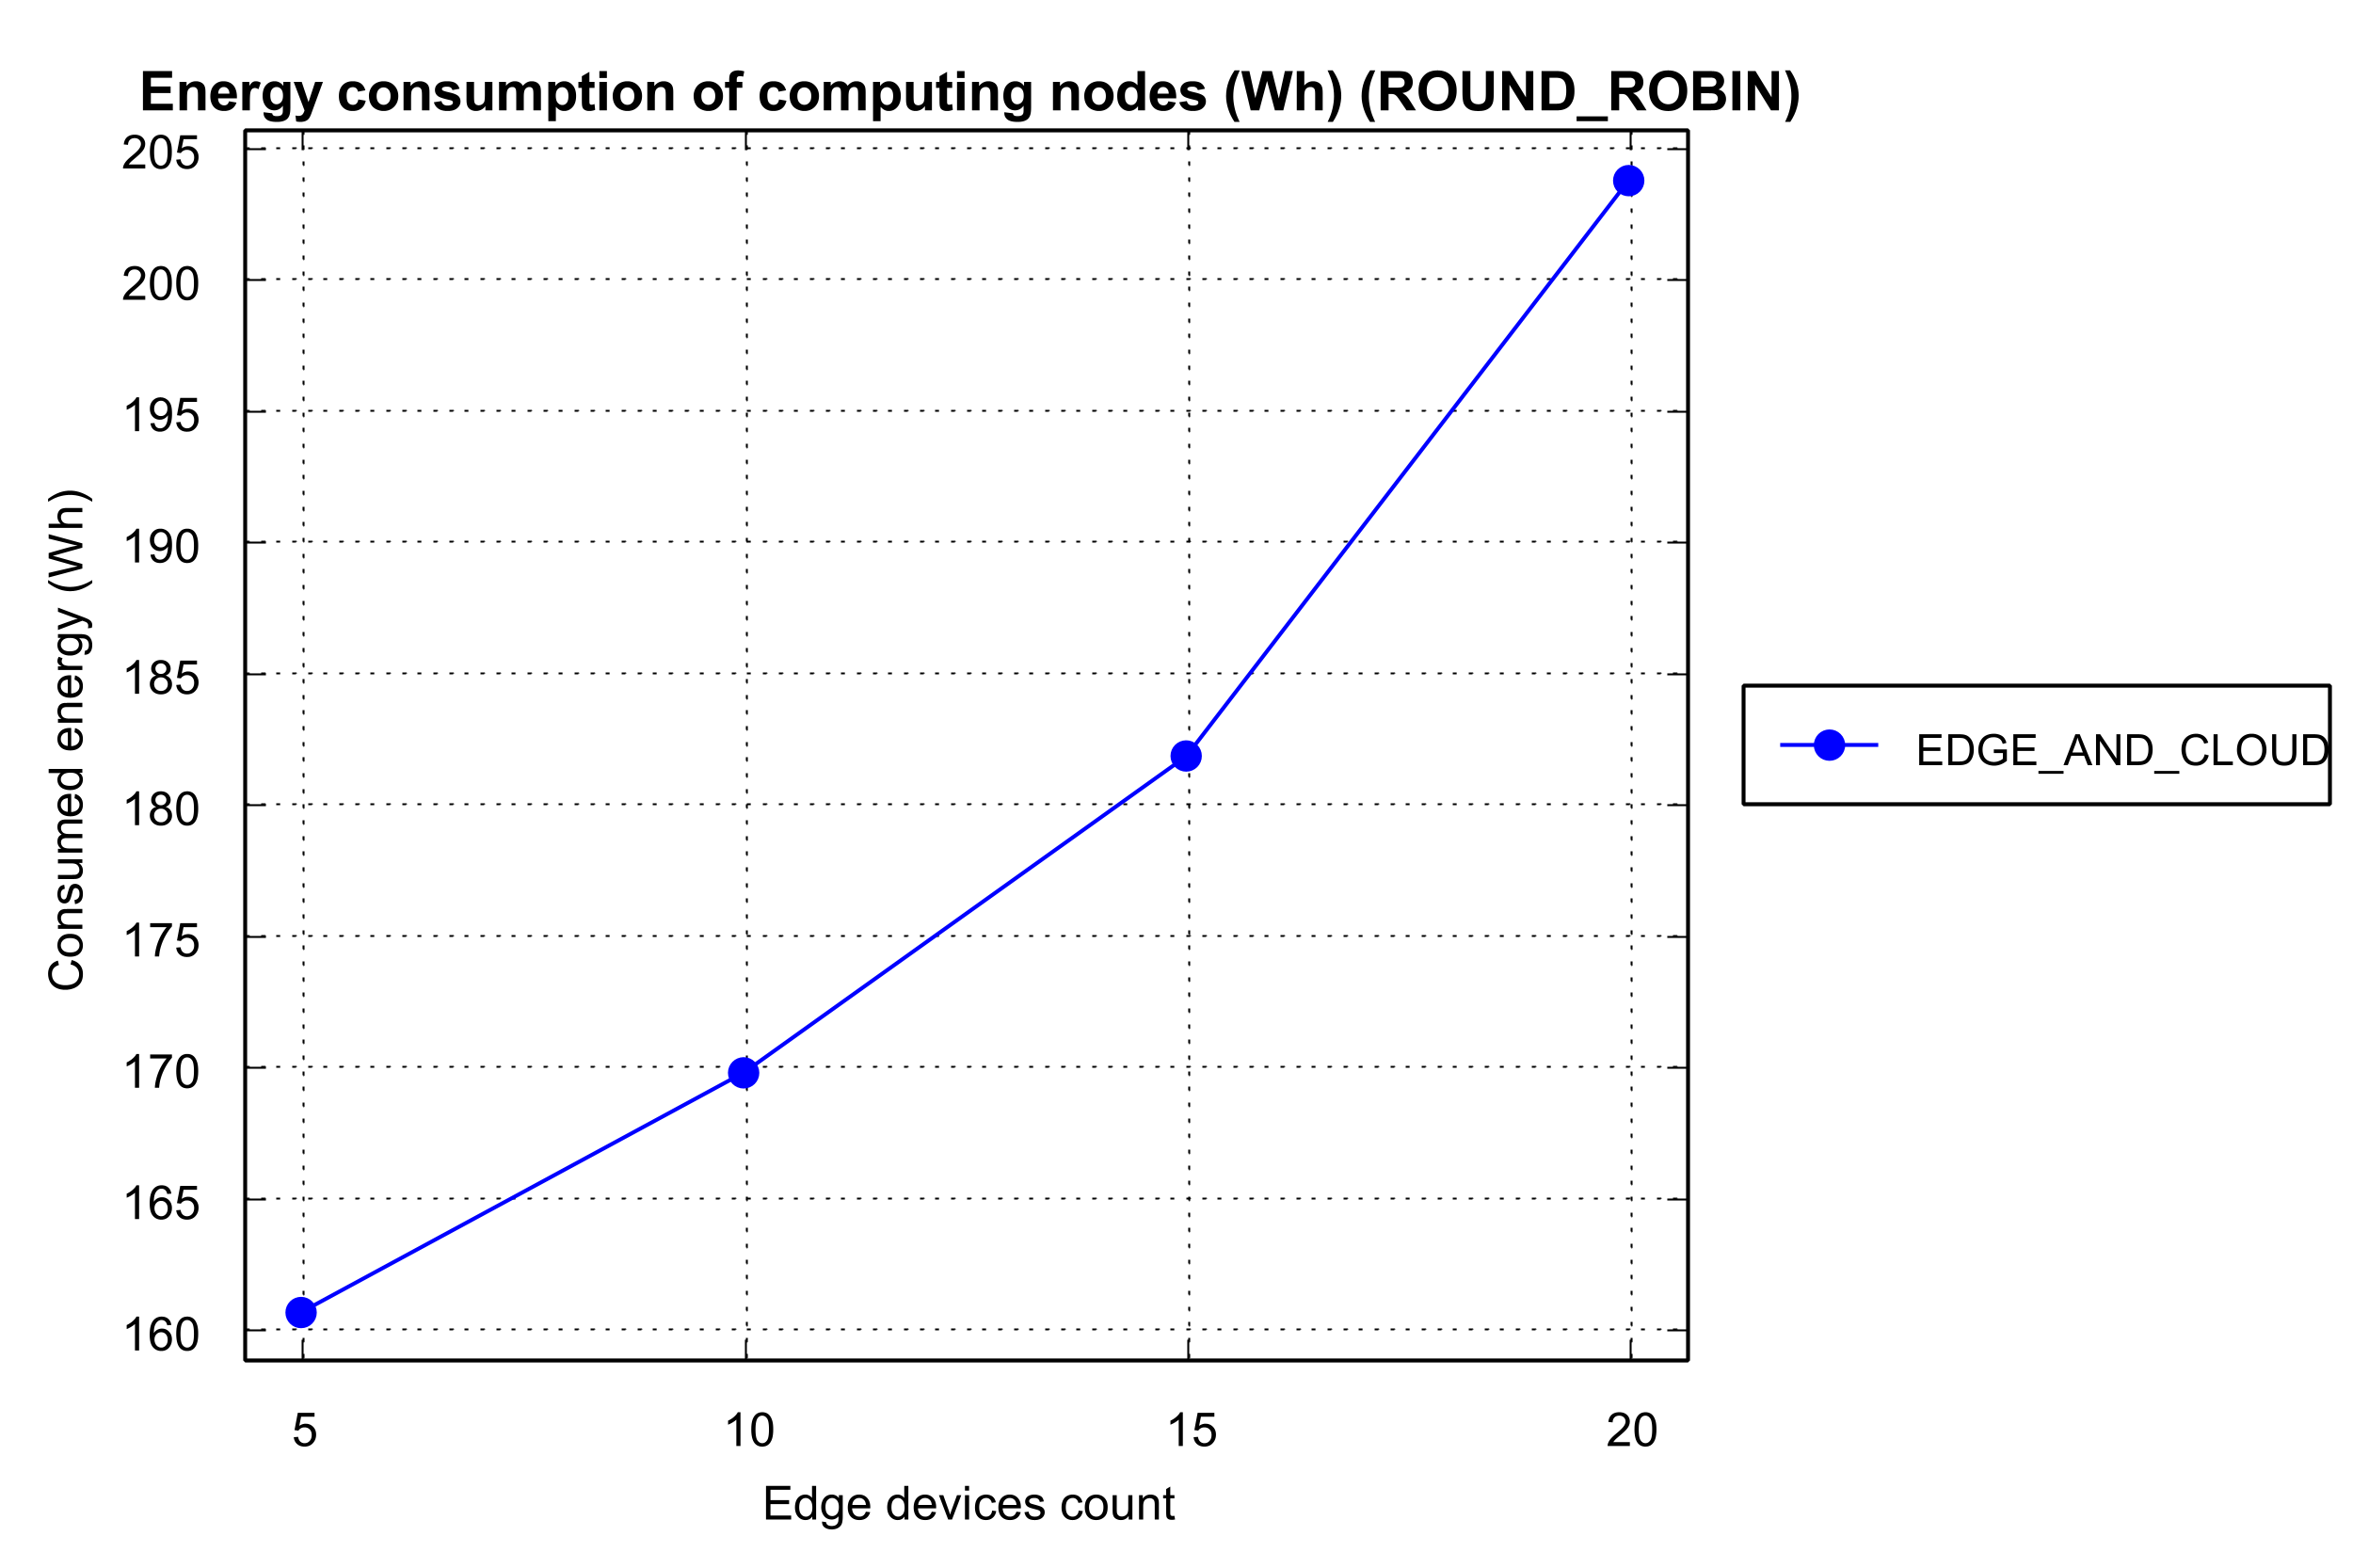 Energy consumption of computing nodes (Wh) (ROUND_ROBIN)
205
200
195
190
185
180
175
170
165
160
Consumed energy (Wh)
5 10 15 20
Edge devices count
EDGE_AND_CLOUD